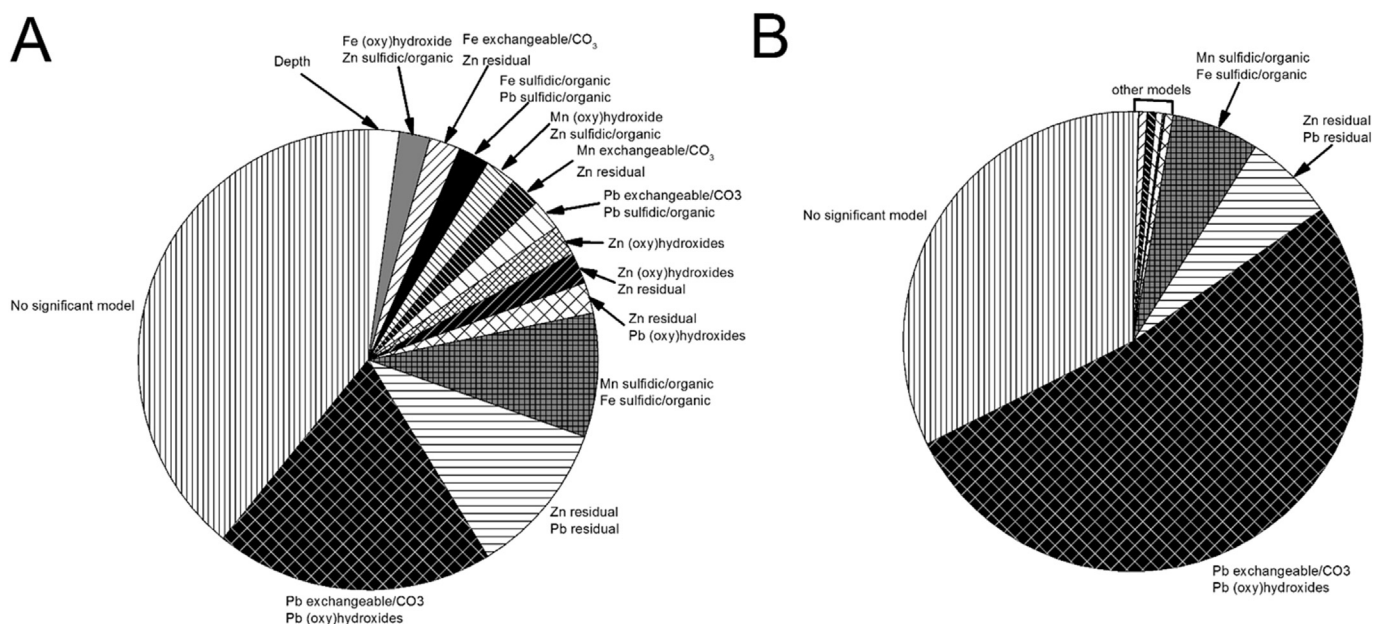 A
Depth
Fe (oxy)hydroxide
Zn sulfidic/organic
Fe exchangeable/CO3
Zn residual
Fe sulfidic/organic
Pb sulfidic/organic
Mn (oxy)hydroxide
Zn sulfidic/organic
Mn exchangeable/CO3
Zn residual
Pb exchangeable/CO3
Pb sulfidic/organic
Zn (oxy)hydroxides
Zn (oxy)hydroxides
Zn residual
Zn residual
Pb (oxy)hydroxides
Mn sulfidic/organic
Fe sulfidic/organic
Zn residual
Pb residual
Pb exchangeable/CO3
Pb (oxy)hydroxides
No significant model
B
other models
Mn sulfidic/organic
Fe sulfidic/organic
Zn residual
Pb residual
Pb exchangeable/CO3
Pb (oxy)hydroxides
No significant model